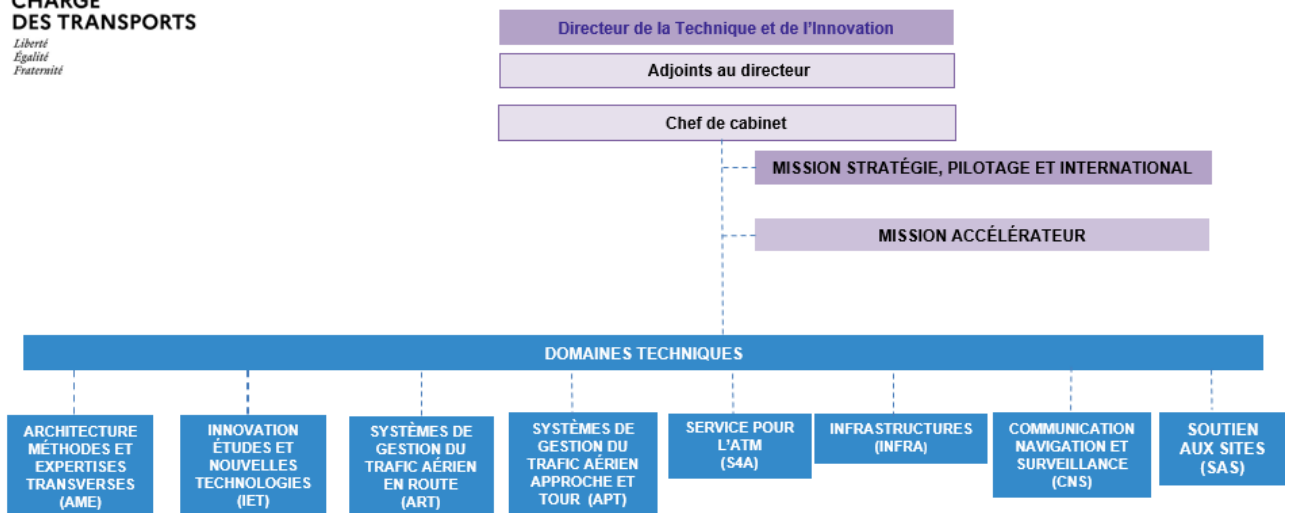 CHARGÉ
DES TRANSPORTS
Liberté
Égalité
Fraternité
Directeur de la Technique et de l'Innovation
Adjoints au directeur
Chef de cabinet
MISSION STRATÉGIE, PILOTAGE ET INTERNATIONAL
MISSION ACCÉLÉRATEUR
DOMAINES TECHNIQUES
ARCHITECTURE
MÉTHODES ET
EXPERTISES
TRANSVERSES
(AME)
INNOVATION
ÉTUDES ET
NOUVELLES
TECHNOLOGIES
(IET)
SYSTÈMES DE
GESTION DU
TRAFIC AÉRIEN
EN ROUTE
(ART)
SYSTÈMES DE
GESTION DU
TRAFIC AÉRIEN
APPROCHE ET
TOUR (APT)
SERVICE POUR
L'ATM
(S4A)
INFRASTRUCTURES
(INFRA)
COMMUNICATION
NAVIGATION ET
SURVEILLANCE
(CNS)
SOUTIEN
AUX SITES
(SAS)